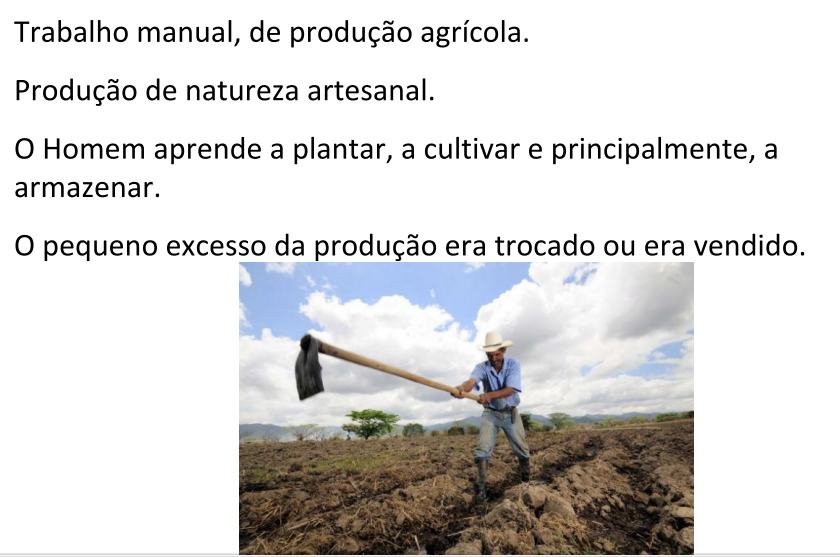 Trabalho manual, de produção agrícola.
Produção de natureza artesanal.
O Homem aprende a plantar, a cultivar e principalmente, a
armazenar.
O pequeno excesso da produção era trocado ou era vendido.